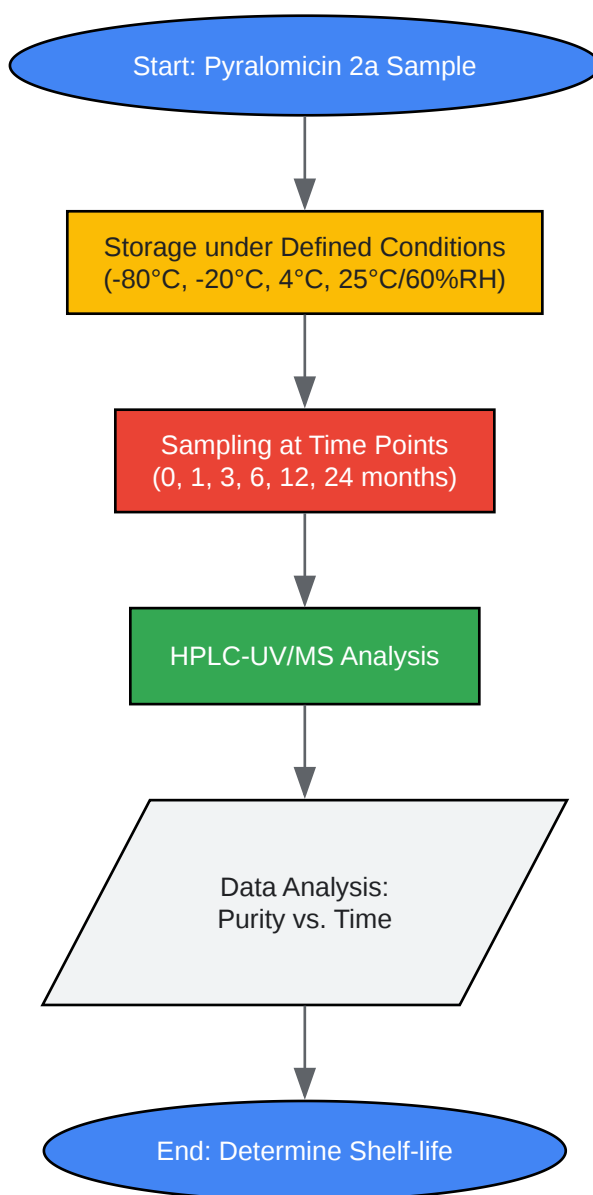 Start: Pyralomicin 2a Sample
Storage under Defined Conditions
(-80°C, -20°C, 4°C, 25°C/60%RH)
Sampling at Time Points
(0, 1, 3, 6, 12, 24 months)
HPLC-UV/MS Analysis
Data Analysis:
Purity vs. Time
End: Determine Shelf-life